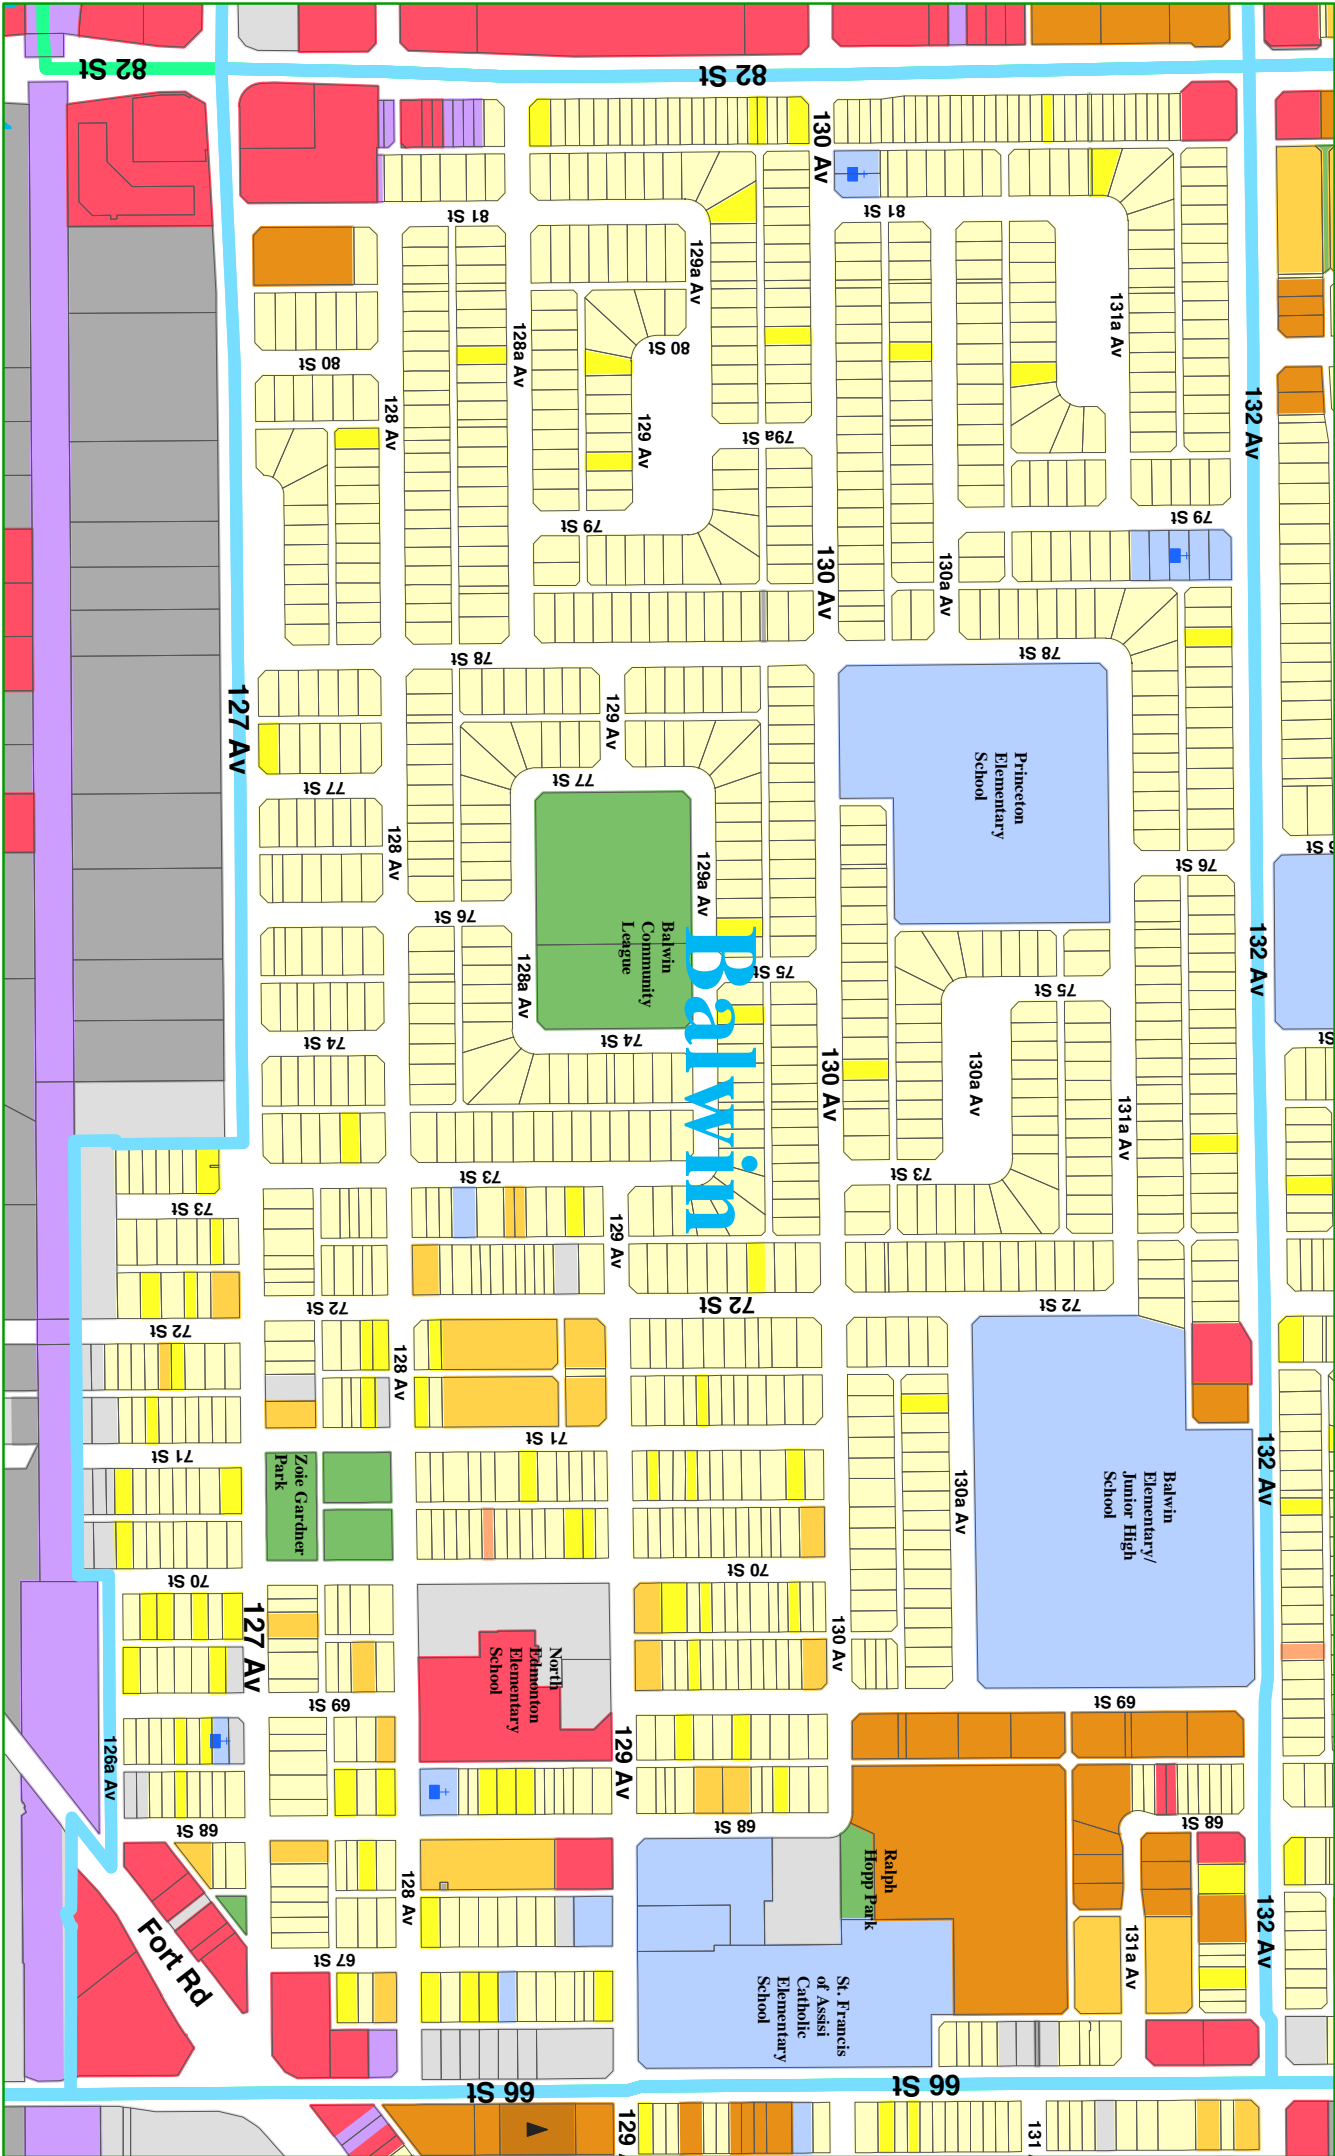 82 St
82 St
130 Av
81 St
81 St
129a Av
131a Av
128a Av
80 St
80 St
128 Av
129 Av
132 Av
79a St
79 St
79 St
130 Av
130a Av
78 St
78 St
127 Av
129 Av
Princeton
Elementary
School
77 St
77 St
128 Av
129a Av
76 St
76 St
Balwin
Community
League
132 Av
128a Av
75 St
75 St
Balwin
74 St
74 St
130 Av
130a Av
131a Av
73 St
73 St
73 St
129 Av
72 St
72 St
72 St
72 St
128 Av
71 St
71 St
132 Av
Zoie Gardner
Park
130a Av
Balwin
Elementary/
Junior High
School
70 St
70 St
127 Av
130 Av
North
Edmonton
Elementary
School
69 St
69 St
126a Av
129 Av
68 St
68 St
68 St
Ralph
Hopp Park
128 Av
132 Av
131a Av
Fort Rd
67 St
St. Francis
of Assisi
Catholic
Elementary
School
66 St
66 St
129
131